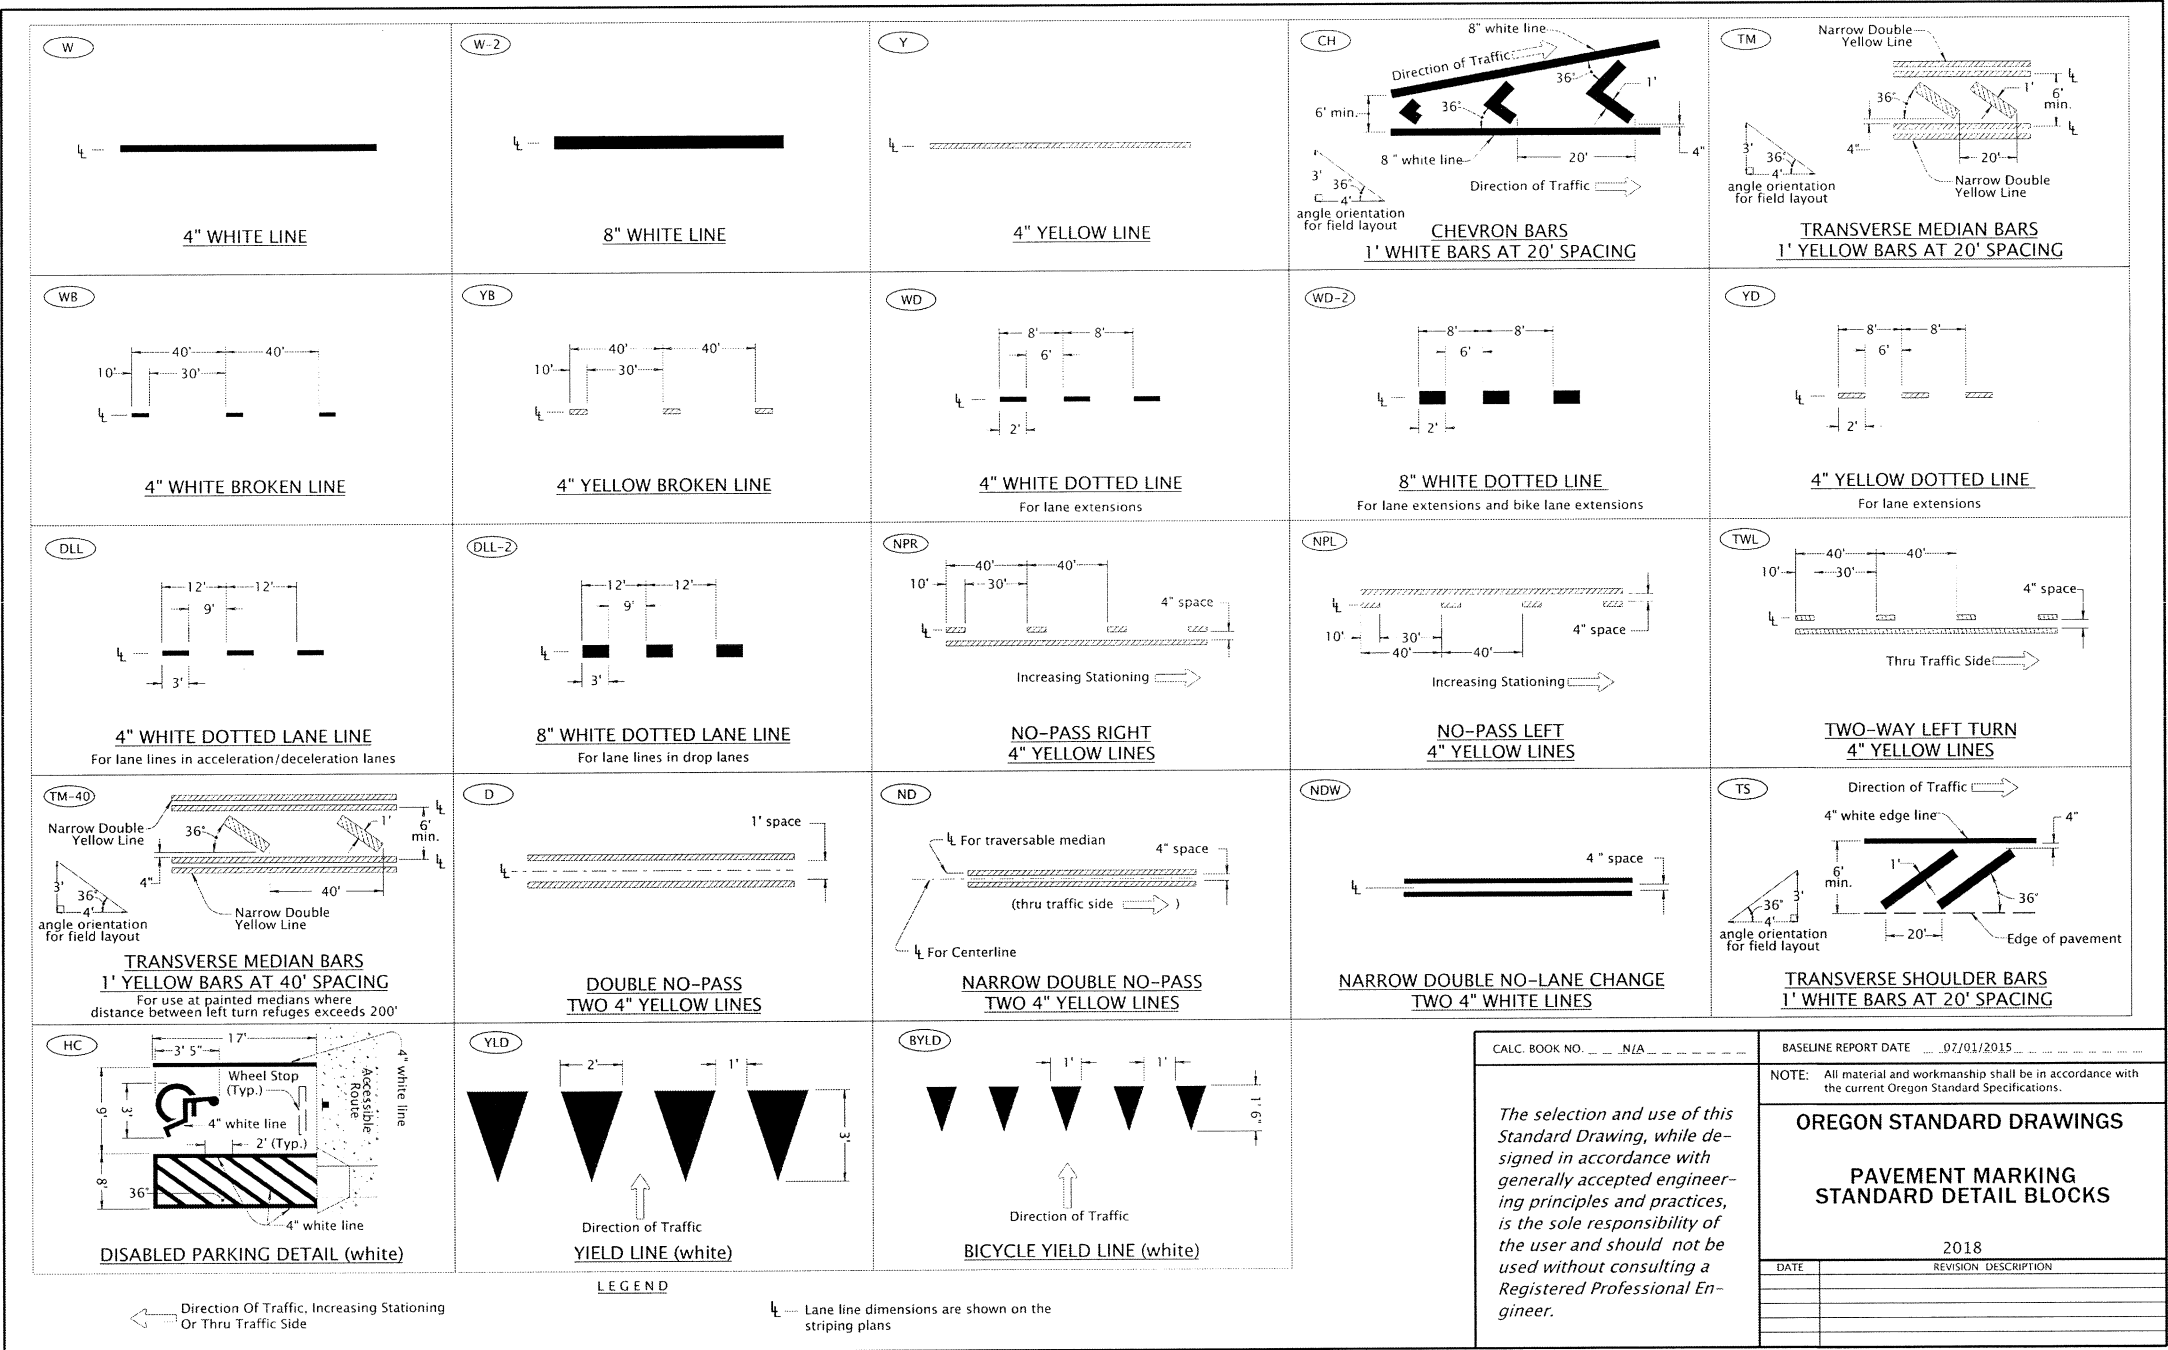 W
LL
4" WHITE LINE
W-2
LL
8" WHITE LINE
Y
LL
4" YELLOW LINE
CH
8" white line
Direction of Traffic
36°
1'
6' min.
36°
8 " white line
20'
4"
3'
36°
4'
Direction of Traffic
angle orientation
for field layout
CHEVRON BARS
1' WHITE BARS AT 20' SPACING
TM
Narrow Double
Yellow Line
LL
36°
1'
6'
min.
LL
4"
20'
3'
36°
4'
angle orientation
for field layout
Narrow Double
Yellow Line
TRANSVERSE MEDIAN BARS
1' YELLOW BARS AT 20' SPACING
WB
40' 40'
10' 30'
LL
4" WHITE BROKEN LINE
YB
40' 40'
10' 30'
LL
4" YELLOW BROKEN LINE
WD
8' 8'
6'
LL
2'
4" WHITE DOTTED LINE
For lane extensions
WD-2
8' 8'
6'
LL
2'
8" WHITE DOTTED LINE
For lane extensions and bike lane extensions
YD
8' 8'
6'
LL
2'
4" YELLOW DOTTED LINE
For lane extensions
DLL
12' 12'
9'
LL
3'
4" WHITE DOTTED LANE LINE
For lane lines in acceleration/deceleration lanes
DLL-2
12' 12'
9'
LL
3'
8" WHITE DOTTED LANE LINE
For lane lines in drop lanes
NPR
40' 40'
10' 30'
4" space
LL
Increasing Stationing
NO-PASS RIGHT
4" YELLOW LINES
NPL
LL
10' 30'
4" space
40' 40'
Increasing Stationing
NO-PASS LEFT
4" YELLOW LINES
TWL
40' 40'
10' 30'
4" space
LL
Thru Traffic Side
TWO-WAY LEFT TURN
4" YELLOW LINES
TM-40
LL
Narrow Double
Yellow Line
36°
1'
6'
min.
LL
4"
40'
3'
36°
4'
angle orientation
for field layout
Narrow Double
Yellow Line
TRANSVERSE MEDIAN BARS
1' YELLOW BARS AT 40' SPACING
For use at painted medians where
distance between left turn refuges exceeds 200'
D
1' space
LL
DOUBLE NO-PASS
TWO 4" YELLOW LINES
ND
LL For traversable median
4" space
(thru traffic side )
LL For Centerline
NARROW DOUBLE NO-PASS
TWO 4" YELLOW LINES
NDW
4 " space
LL
NARROW DOUBLE NO-LANE CHANGE
TWO 4" WHITE LINES
TS
Direction of Traffic
4" white edge line
4"
1'
6'
min.
36°
3'
36°
4'
20'
angle orientation
for field layout
Edge of pavement
TRANSVERSE SHOULDER BARS
1' WHITE BARS AT 20' SPACING
HC
17'
3' 5"
Wheel Stop
(Typ.)
Accessible
Route
4" white line
9'
3'
4" white line
2' (Typ.)
8'
36°
4" white line
DISABLED PARKING DETAIL (white)
YLD
2' 1'
3'
Direction of Traffic
YIELD LINE (white)
BYLD
1' 1'
1' 6"
Direction of Traffic
BICYCLE YIELD LINE (white)
LEGEND
Direction Of Traffic, Increasing Stationing
Or Thru Traffic Side
LL Lane line dimensions are shown on the
striping plans
CALC. BOOK NO. N/A
BASELINE REPORT DATE 07/01/2015
NOTE: All material and workmanship shall be in accordance with
the current Oregon Standard Specifications.
The selection and use of this
Standard Drawing, while de-
signed in accordance with
generally accepted engineer-
ing principles and practices,
is the sole responsibility of
the user and should not be
used without consulting a
Registered Professional En-
gineer.
OREGON STANDARD DRAWINGS
PAVEMENT MARKING
STANDARD DETAIL BLOCKS
2018
DATE REVISION DESCRIPTION